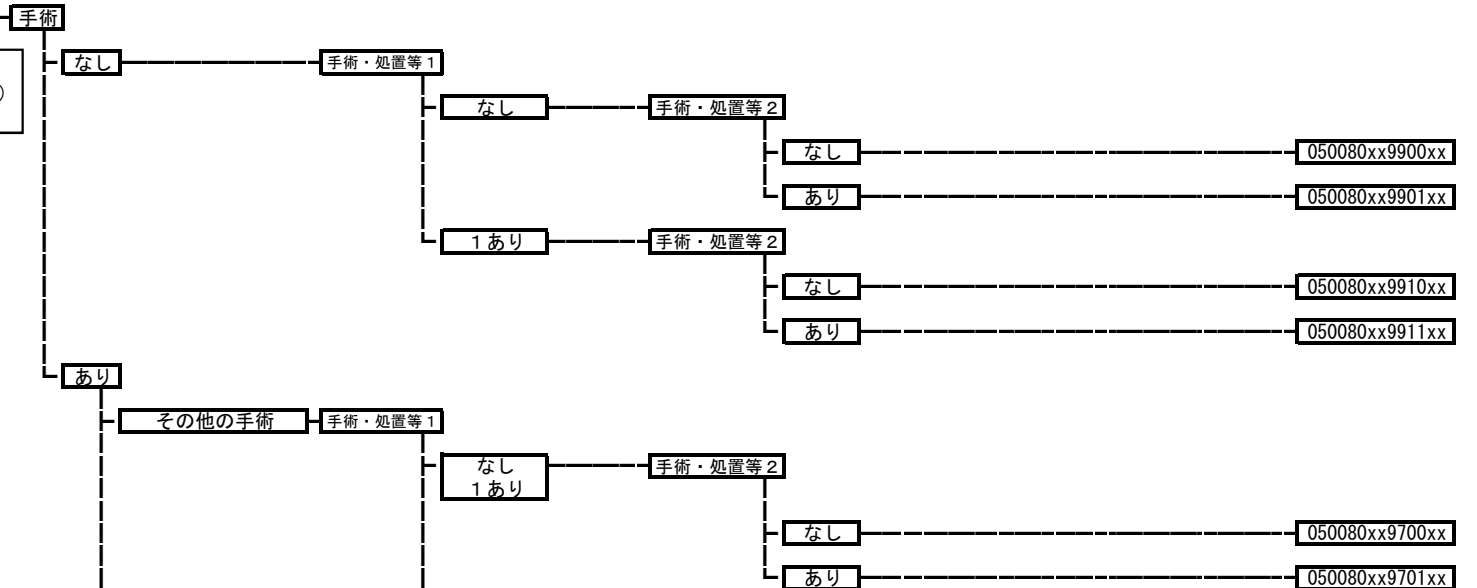 手術
）
なし
手術・処置等1
なし
手術・処置等2
なし
050080xx9900xx
あり
050080xx9901xx
1あり
手術・処置等2
なし
050080xx9910xx
あり
050080xx9911xx
あり
その他の手術
手術・処置等1
なし
1あり
手術・処置等2
なし
050080xx9700xx
あり
050080xx9701xx